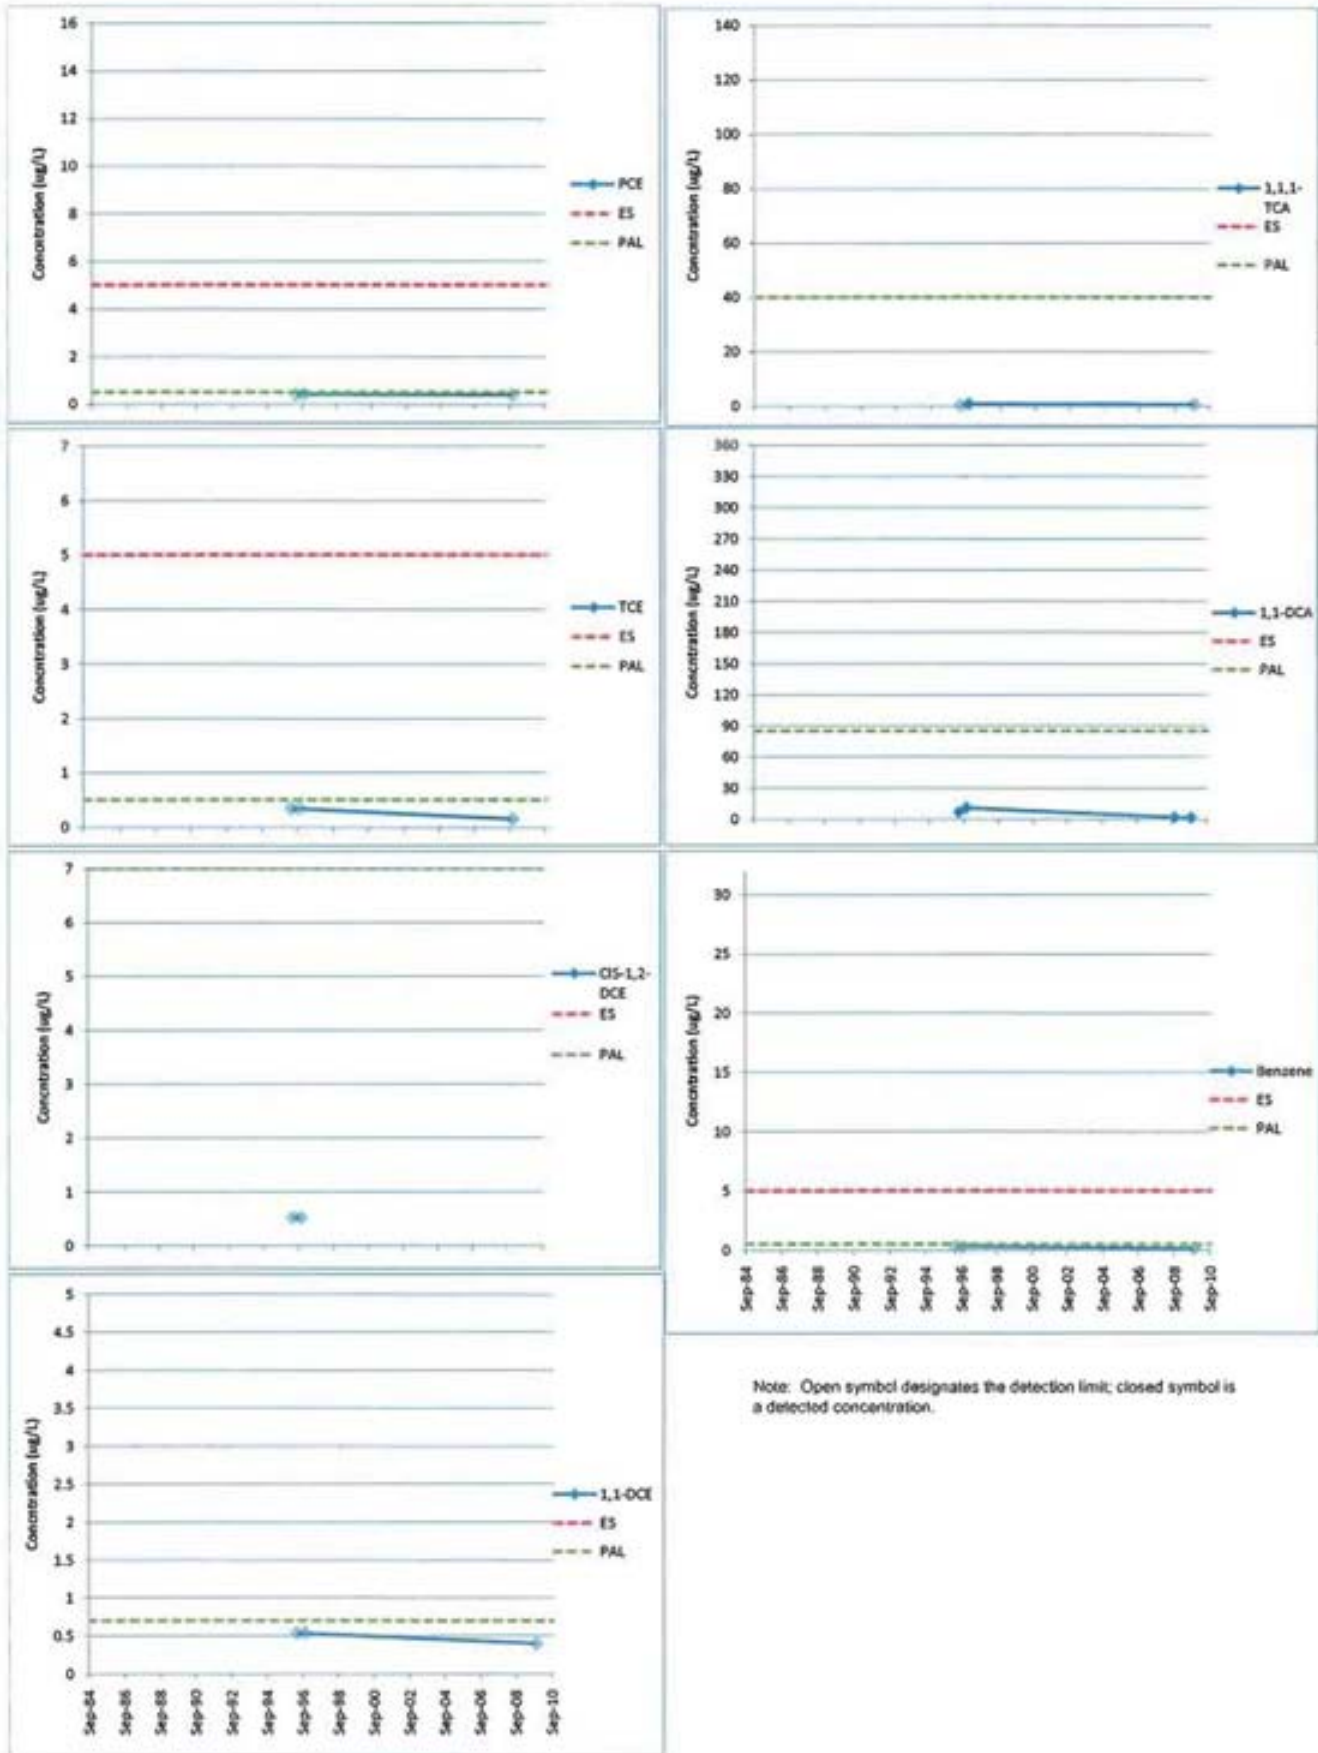 16
14
12
10
8
6
4
2
0
Concntration (ug/L)
PCE
ES
PAL
140
120
100
80
60
40
20
0
Concntration (ug/L)
1,1,1-
TCA
ES
PAL
7
6
5
4
3
2
1
0
Concntration (ug/L)
TCE
ES
PAL
360
330
300
270
240
210
180
150
120
90
60
30
0
Concntration (ug/L)
1,1-DCA
ES
PAL
7
6
5
4
3
2
1
0
Concntration (ug/L)
CIS-1,2-
DCE
ES
PAL
30
25
20
15
10
5
0
Concntration (ug/L)
Benzene
ES
PAL
Sep-84
Sep-86
Sep-88
Sep-90
Sep-92
Sep-94
Sep-96
Sep-98
Sep-00
Sep-02
Sep-04
Sep-06
Sep-08
Sep-10
5
4.5
4
3.5
3
2.5
2
1.5
1
0.5
0
Concntration (ug/L)
1,1-DCE
ES
PAL
Sep-84
Sep-86
Sep-88
Sep-90
Sep-92
Sep-94
Sep-96
Sep-98
Sep-00
Sep-02
Sep-04
Sep-06
Sep-08
Sep-10
Note: Open symbol designates the detection limit; closed symbol is
a detected concentration.